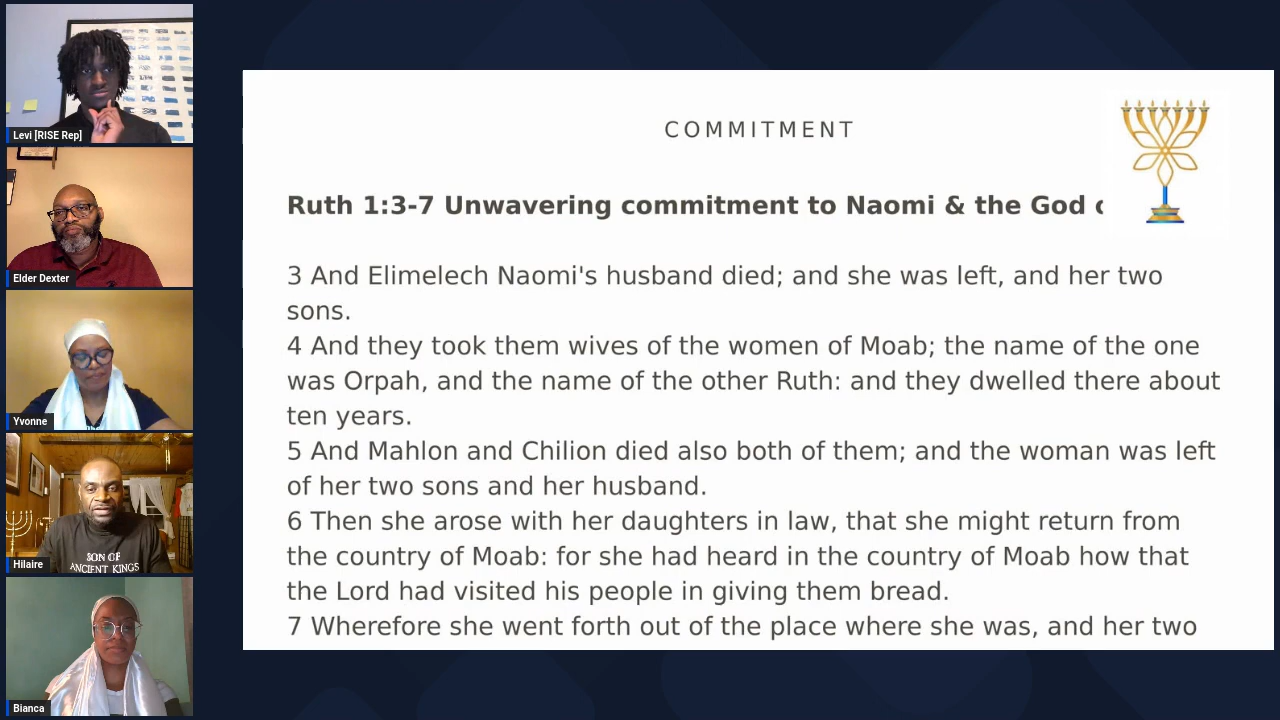 Levi [RISE Rep]
Elder Dexter
Yvonne
SON OF
ANCIENT KINGS
Hilaire
Bianca
COMMITMENT
Ruth 1:3-7 Unwavering commitment to Naomi & the God
3 And Elimelech Naomi's husband died; and she was left, and her two
sons.
4 And they took them wives of the women of Moab; the name of the one
was Orpah, and the name of the other Ruth: and they dwelled there about
ten years.
5 And Mahlon and Chilion died also both of them; and the woman was left
of her two sons and her husband.
6 Then she arose with her daughters in law, that she might return from
the country of Moab: for she had heard in the country of Moab how that
the Lord had visited his people in giving them bread.
7 Wherefore she went forth out of the place where she was, and her two